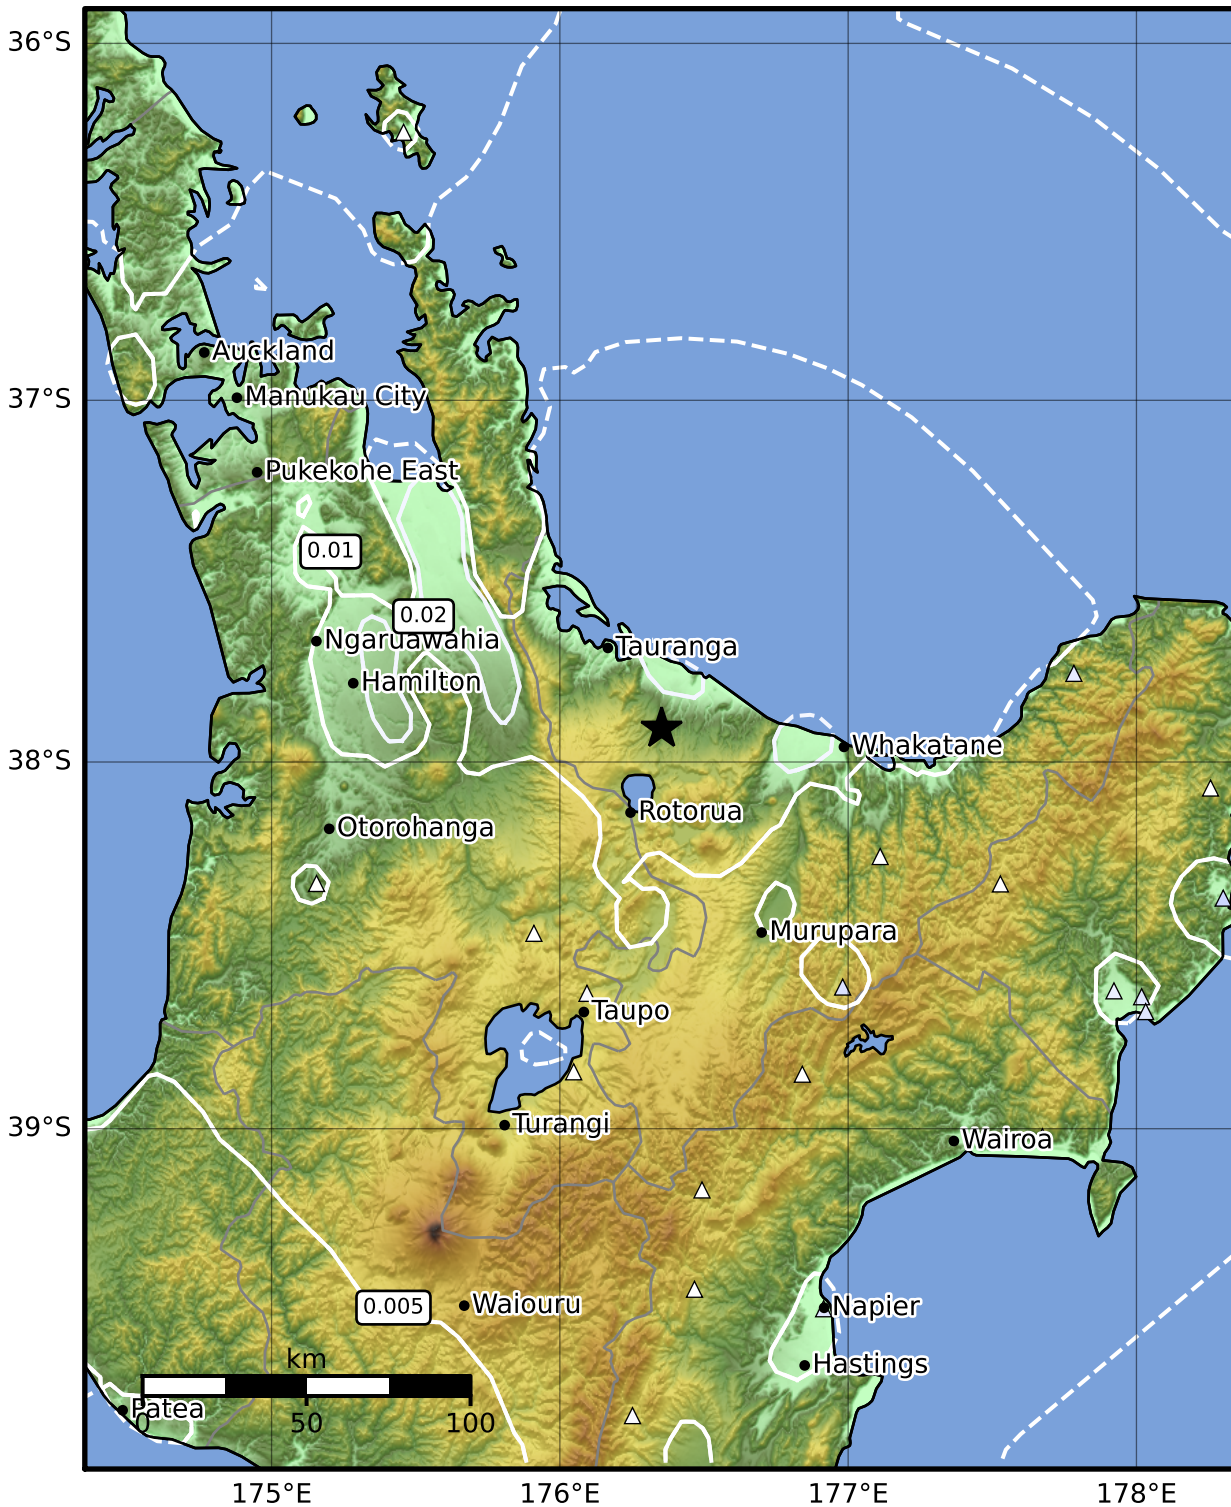 36°S
37°S
38°S
39°S
Auckland
Manukau City
Pukekohe East
0.01
0.02
Ngaruawahia
Tauranga
Hamilton
Whakatane
Rotorua
Otorohanga
Murupara
Taupo
Turangi
Wairoa
0.005
Waiouru
Napier
Hastings
km
Patea
0 50 100
175°E 176°E 177°E 178°E